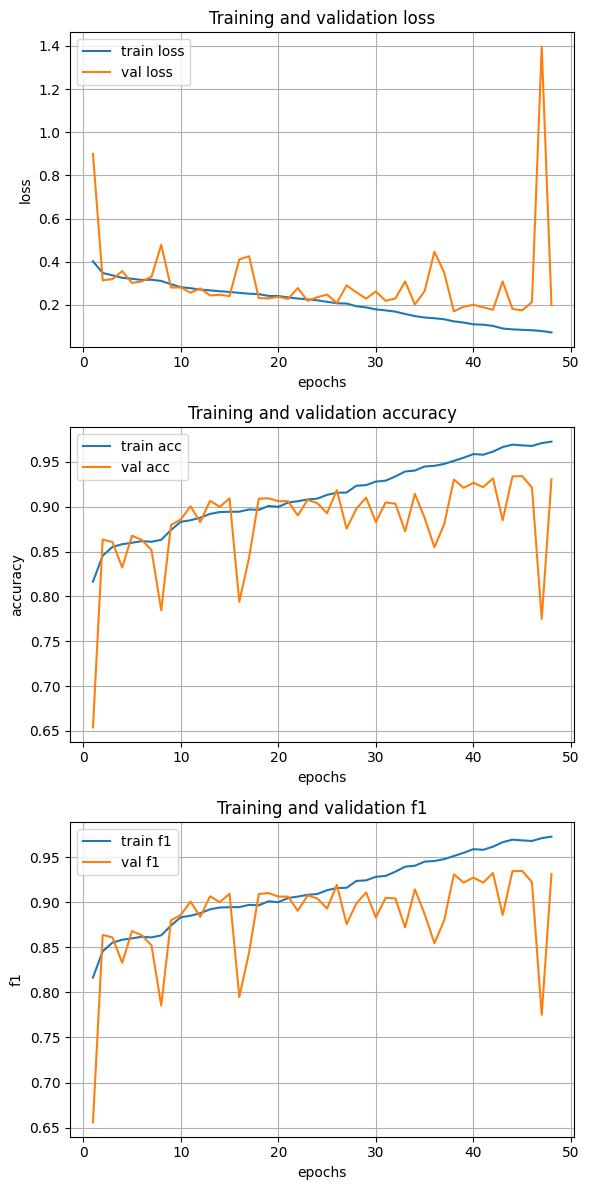 Training and validation loss
train loss
val loss
1.4
1.2
1.0
0.8
0.6
0.4
0.2
loss
0 10 20 30 40 50
epochs
Training and validation accuracy
train acc
val acc
0.95
0.90
0.85
0.80
0.75
0.70
0.65
accuracy
0 10 20 30 40 50
epochs
Training and validation f1
train f1
val f1
0.95
0.90
0.85
0.80
0.75
0.70
0.65
f1
0 10 20 30 40 50
epochs